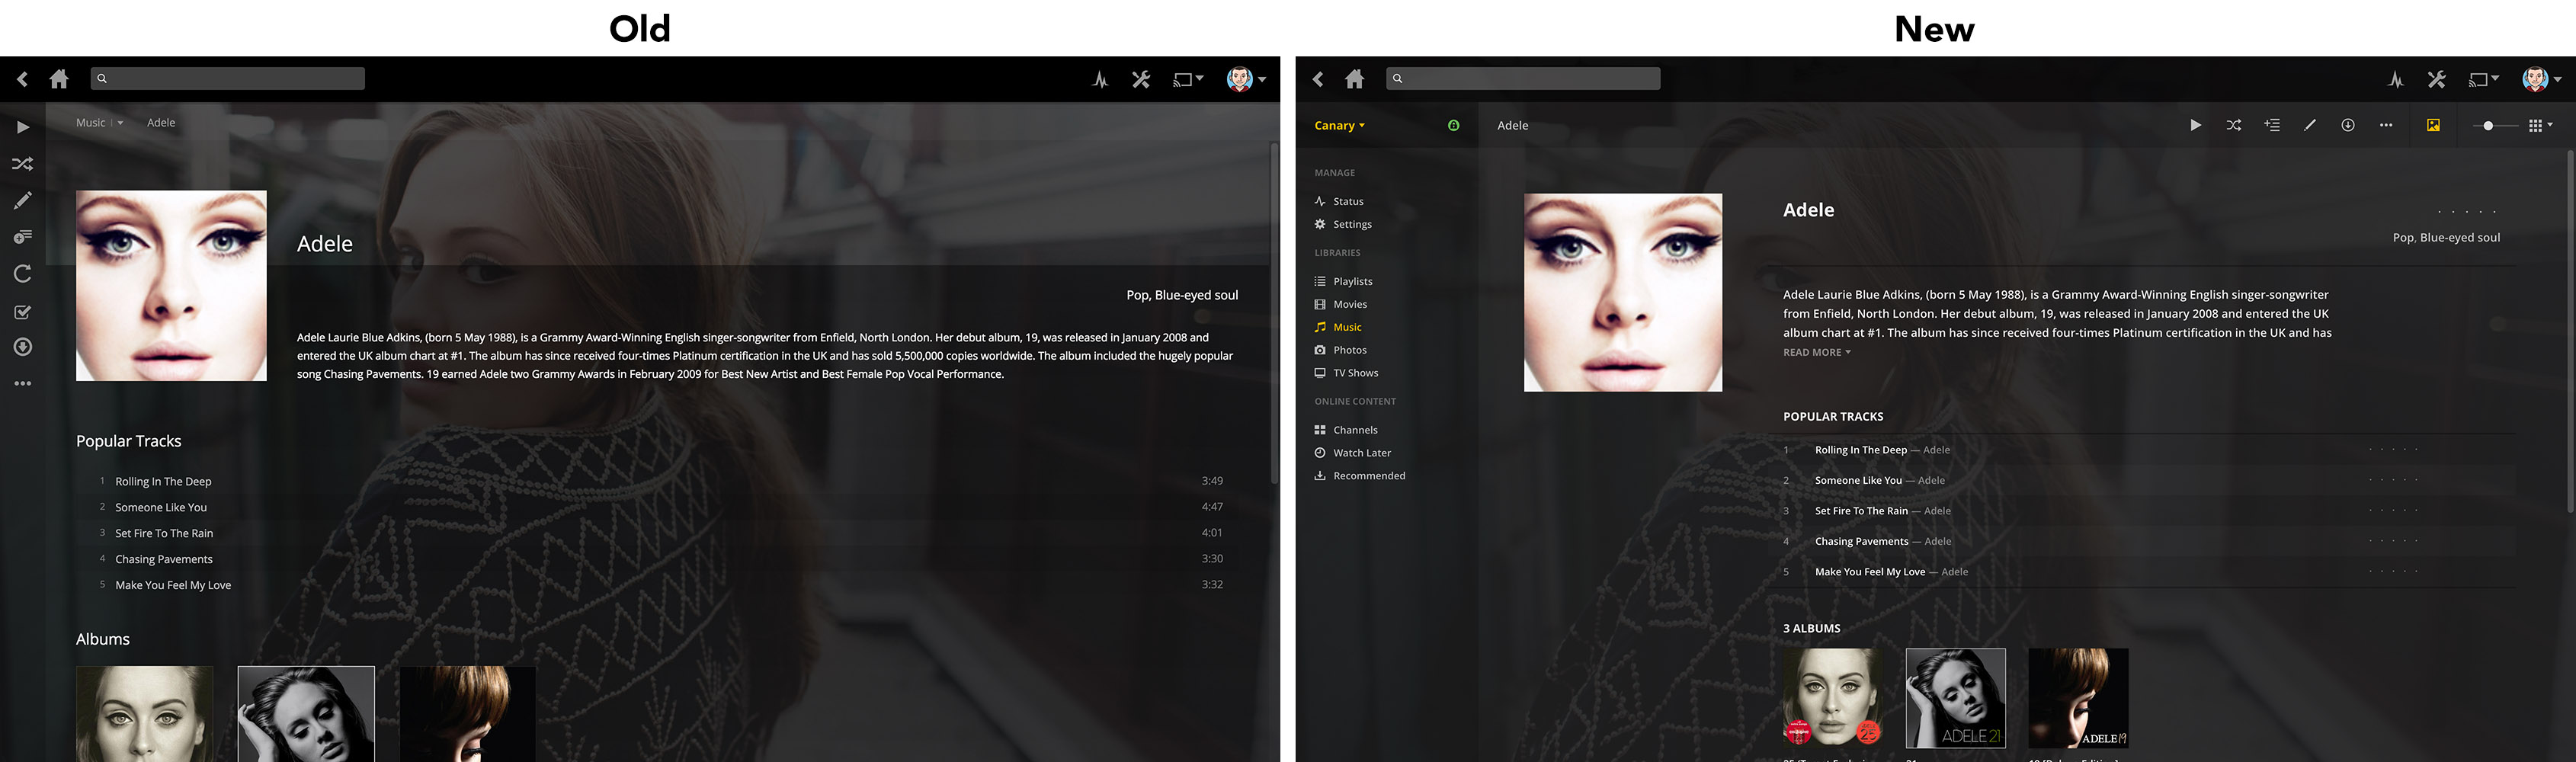 Old
Music
Adele
Adele
Pop, Blue-eyed soul
Adele Laurie Blue Adkins, (born 5 May 1988), is a Grammy Award-Winning English singer-songwriter from Enfield, North London. Her debut album, 19, was released in January 2008 and
entered the UK album chart at #1. The album has since received four-times Platinum certification in the UK and has sold 5,500,000 copies worldwide. The album included the hugely popular
song Chasing Pavements. 19 earned Adele two Grammy Awards in February 2009 for Best New Artist and Best Female Pop Vocal Performance.
Popular Tracks
1 Rolling In The Deep 3:49
2 Someone Like You 4:47
3 Set Fire To The Rain 4:01
4 Chasing Pavements 3:30
5 Make You Feel My Love 3:32
Albums
New
Canary
Adele
MANAGE
Status
Settings
LIBRARIES
Playlists
Movies
Music
Photos
TV Shows
ONLINE CONTENT
Channels
Watch Later
Recommended
Adele
Pop, Blue-eyed soul
Adele Laurie Blue Adkins, (born 5 May 1988), is a Grammy Award-Winning English singer-songwriter
from Enfield, North London. Her debut album, 19, was released in January 2008 and entered the UK
album chart at #1. The album has since received four-times Platinum certification in the UK and has
READ MORE
POPULAR TRACKS
1 Rolling In The Deep — Adele
2 Someone Like You — Adele
3 Set Fire To The Rain — Adele
4 Chasing Pavements — Adele
5 Make You Feel My Love — Adele
3 ALBUMS
25
ADELE 21
ADELE 19